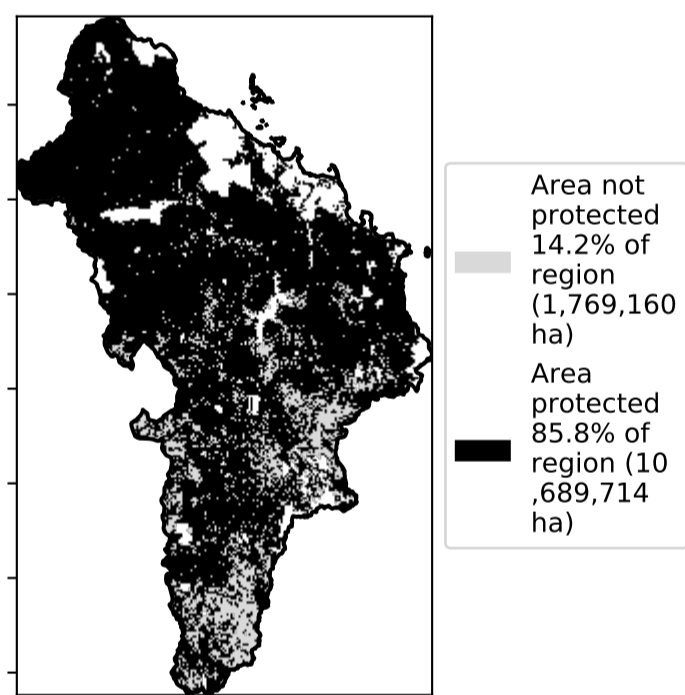 Area not
protected
14.2% of
region
(1,769,160
ha)
Area
protected
85.8% of
region (10
,689,714
ha)